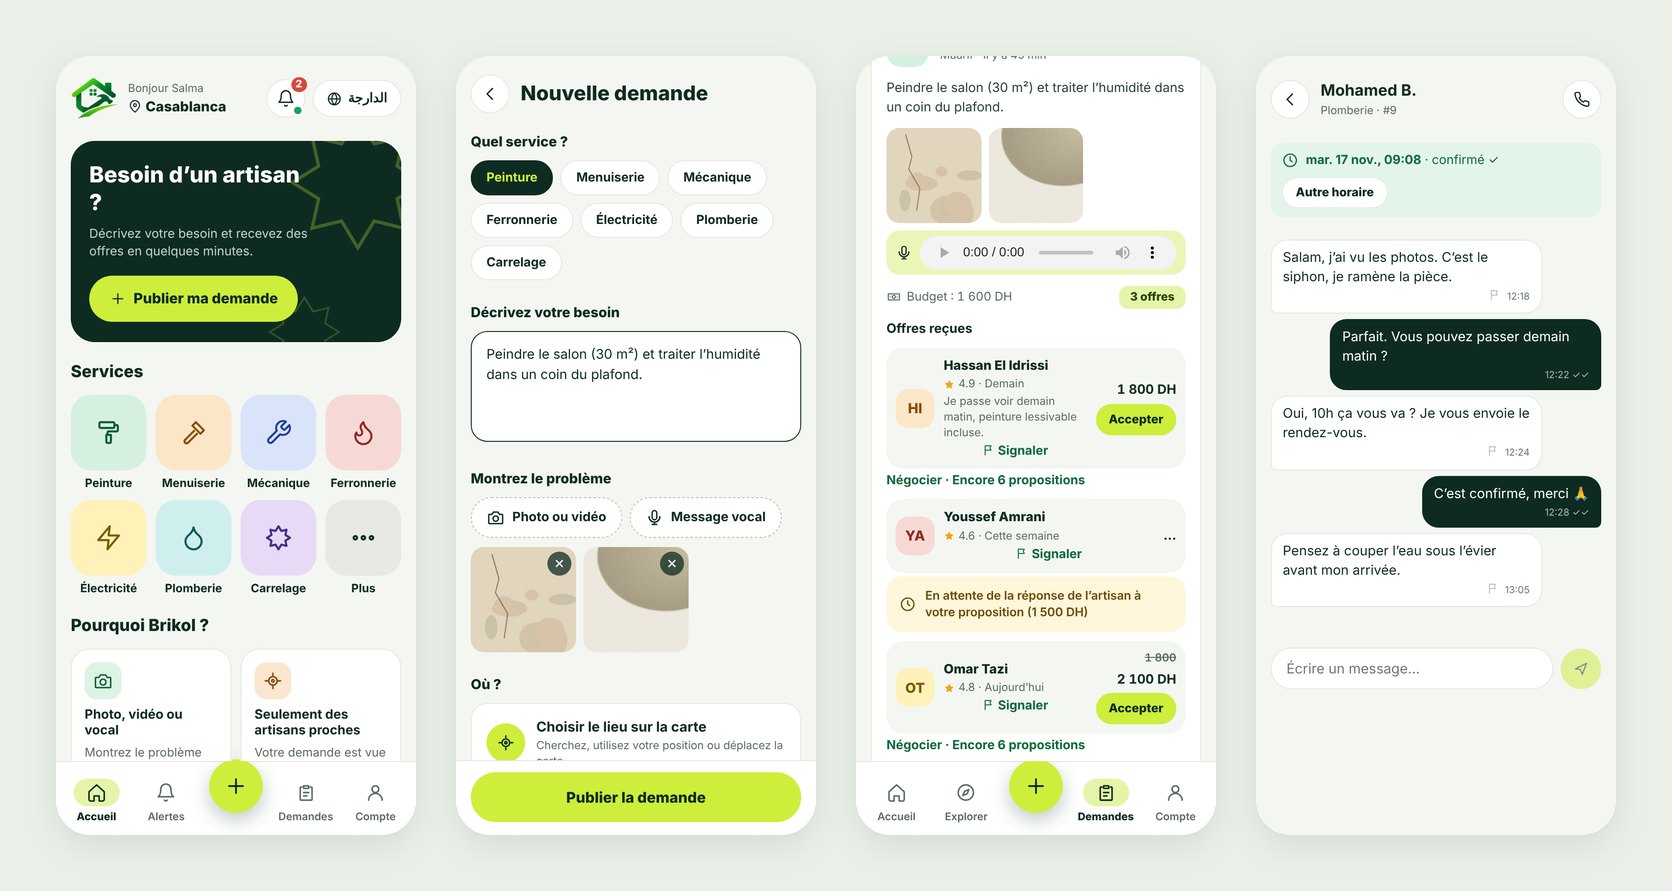 Bonjour Salma
Casablanca
2
الدارجة
Besoin d’un artisan
?
Décrivez votre besoin et recevez des
offres en quelques minutes.
Publier ma demande
Services
Peinture
Menuiserie
Mécanique
Ferronnerie
Électricité
Plomberie
Carrelage
Plus
Pourquoi Brikol ?
Photo, vidéo ou
vocal
Montrez le problème
Seulement des
artisans proches
Votre demande est vue
Accueil
Alertes
Demandes
Compte
Nouvelle demande
Quel service ?
Peinture
Menuiserie
Mécanique
Ferronnerie
Électricité
Plomberie
Carrelage
Décrivez votre besoin
Peindre le salon (30 m²) et traiter l’humidité
dans un coin du plafond.
Montrez le problème
Photo ou vidéo
Message vocal
Où ?
Choisir le lieu sur la carte
Cherchez, utilisez votre position ou déplacez la
carte.
Publier la demande
Maârif · il y a 49 min
Peindre le salon (30 m²) et traiter l’humidité dans
un coin du plafond.
0:00 / 0:00
Budget : 1 600 DH
3 offres
Offres reçues
HI
Hassan El Idrissi
4.9 · Demain
Je passe voir demain
matin, peinture lessivable
incluse.
Signaler
1 800 DH
Accepter
Négocier · Encore 6 propositions
YA
Youssef Amrani
4.6 · Cette semaine
Signaler
...
En attente de la réponse de l’artisan à
votre proposition (1 500 DH)
OT
Omar Tazi
4.8 · Aujourd’hui
Signaler
1 800
2 100 DH
Accepter
Négocier · Encore 6 propositions
Accueil
Explorer
Demandes
Compte
Mohamed B.
Plomberie · #9
mar. 17 nov., 09:08 · confirmé ✓
Autre horaire
Salam, j’ai vu les photos. C’est le
siphon, je ramène la pièce.
12:18
Parfait. Vous pouvez passer demain
matin ?
12:22 ✓✓
Oui, 10h ça vous va ? Je vous envoie le
rendez-vous.
12:24
C’est confirmé, merci 🙏
12:28 ✓✓
Pensez à couper l’eau sous l’évier
avant mon arrivée.
13:05
Écrire un message...